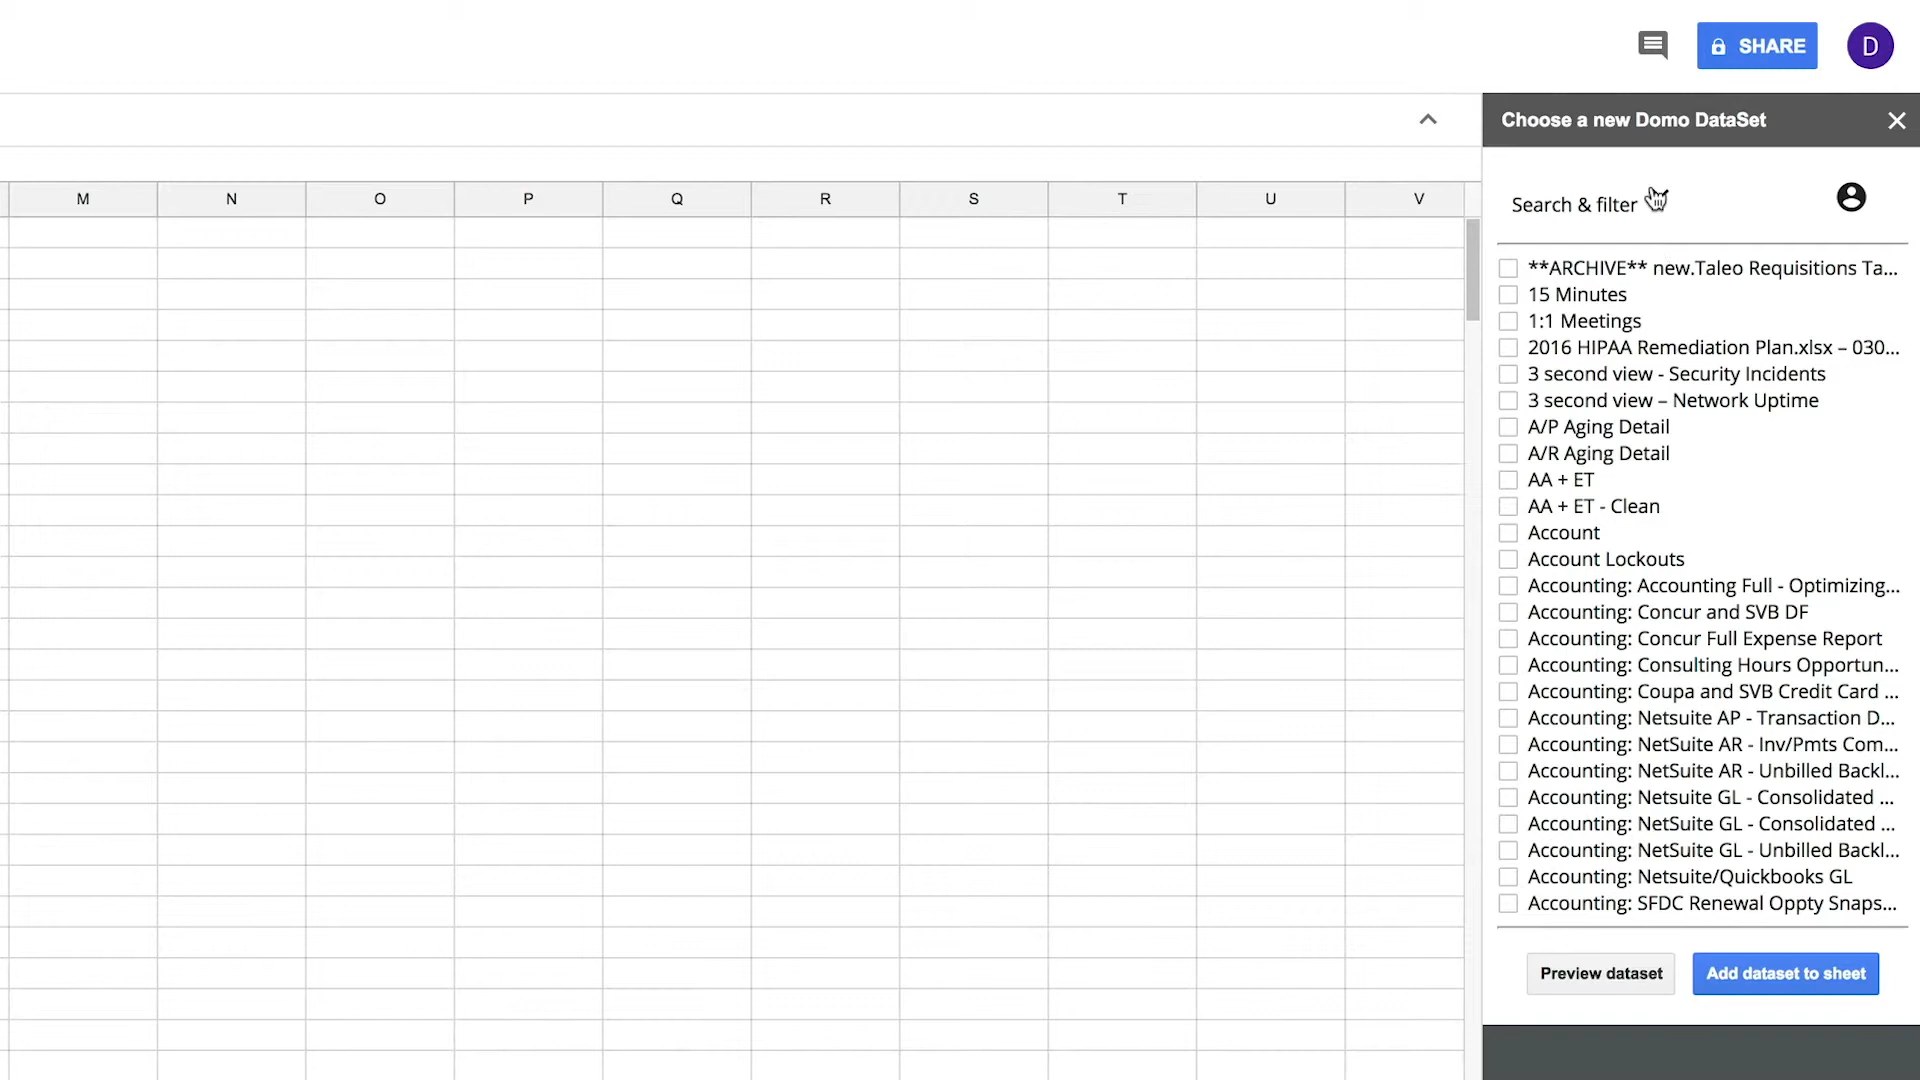 SHARE
D
Choose a new Domo DataSet
M N O P Q R S T U V
Search & filter
**ARCHIVE** new.Taleo Requisitions Ta...
15 Minutes
1:1 Meetings
2016 HIPAA Remediation Plan.xlsx – 030...
3 second view - Security Incidents
3 second view – Network Uptime
A/P Aging Detail
A/R Aging Detail
AA + ET
AA + ET - Clean
Account
Account Lockouts
Accounting: Accounting Full - Optimizing...
Accounting: Concur and SVB DF
Accounting: Concur Full Expense Report
Accounting: Consulting Hours Opportun...
Accounting: Coupa and SVB Credit Card ...
Accounting: Netsuite AP - Transaction D...
Accounting: NetSuite AR - Inv/Pmts Com...
Accounting: NetSuite AR - Unbilled Backl...
Accounting: Netsuite GL - Consolidated ...
Accounting: NetSuite GL - Consolidated ...
Accounting: NetSuite GL - Unbilled Backl...
Accounting: Netsuite/Quickbooks GL
Accounting: SFDC Renewal Oppty Snaps...
Preview dataset
Add dataset to sheet